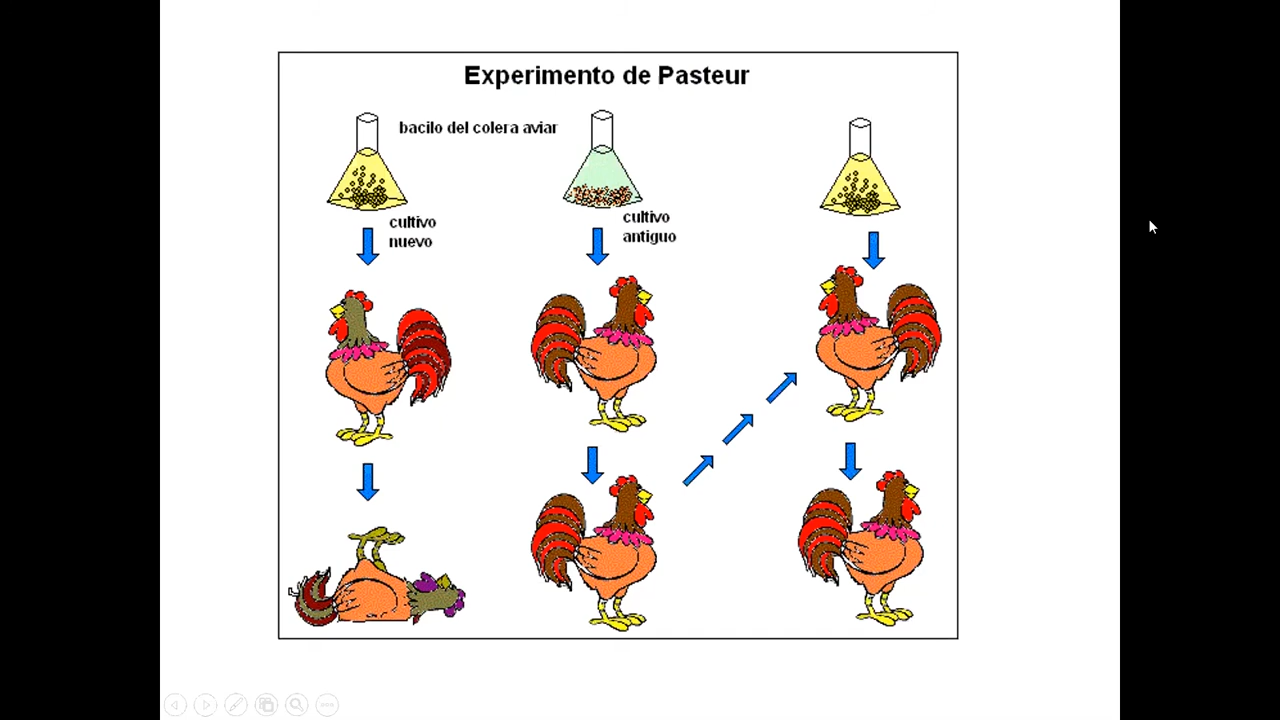 Experimento de Pasteur
bacilo del colera aviar
cultivo
nuevo
cultivo
antiguo